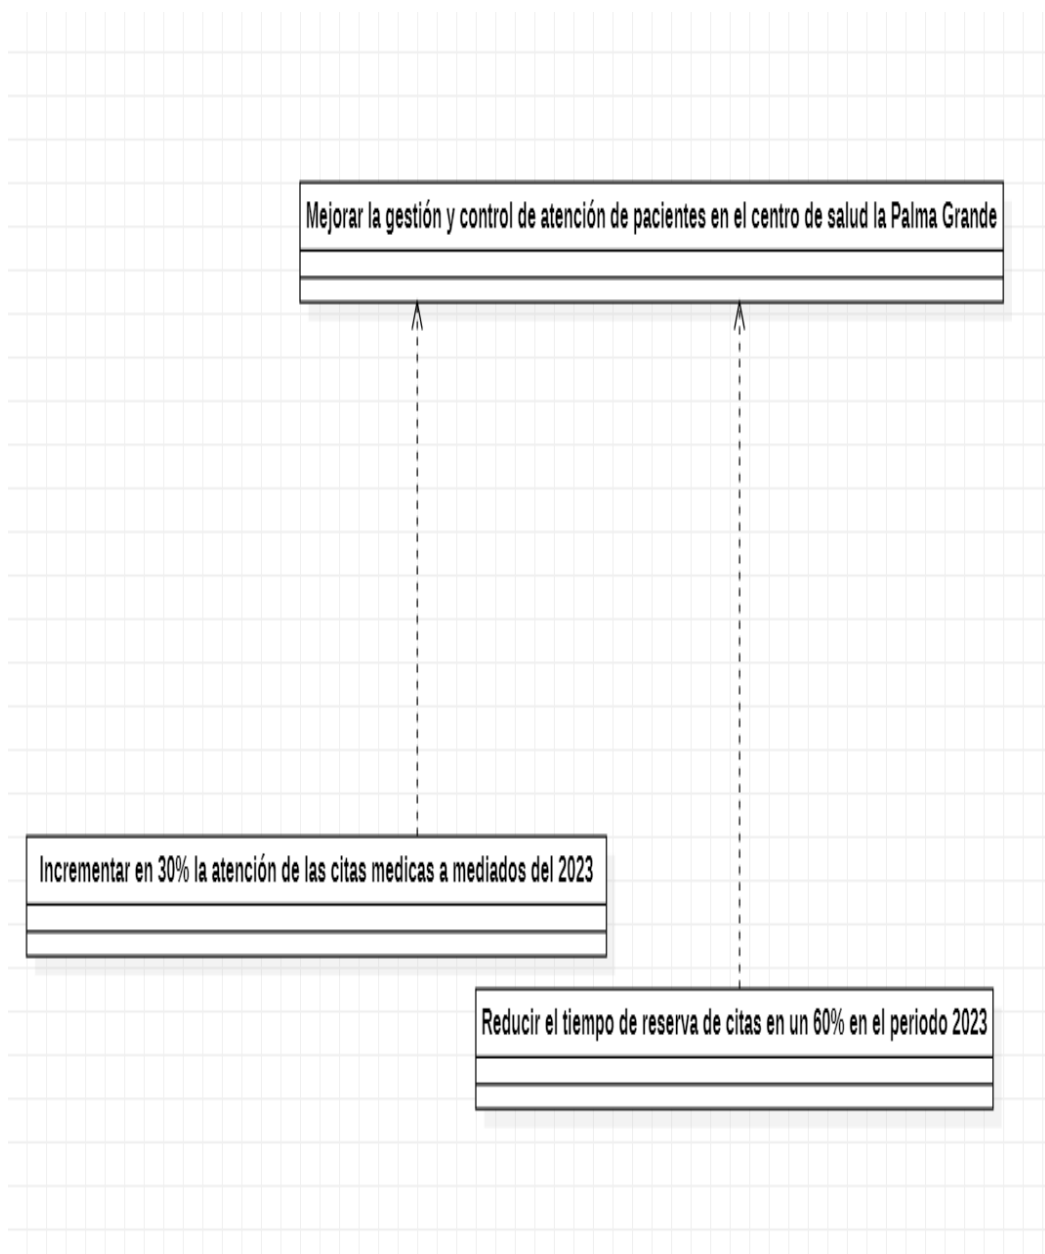 Mejorar la gestión y control de atención de pacientes en el centro de salud la Palma Grande
Incrementar en 30% la atención de las citas medicas a mediados del 2023
Reducir el tiempo de reserva de citas en un 60% en el periodo 2023